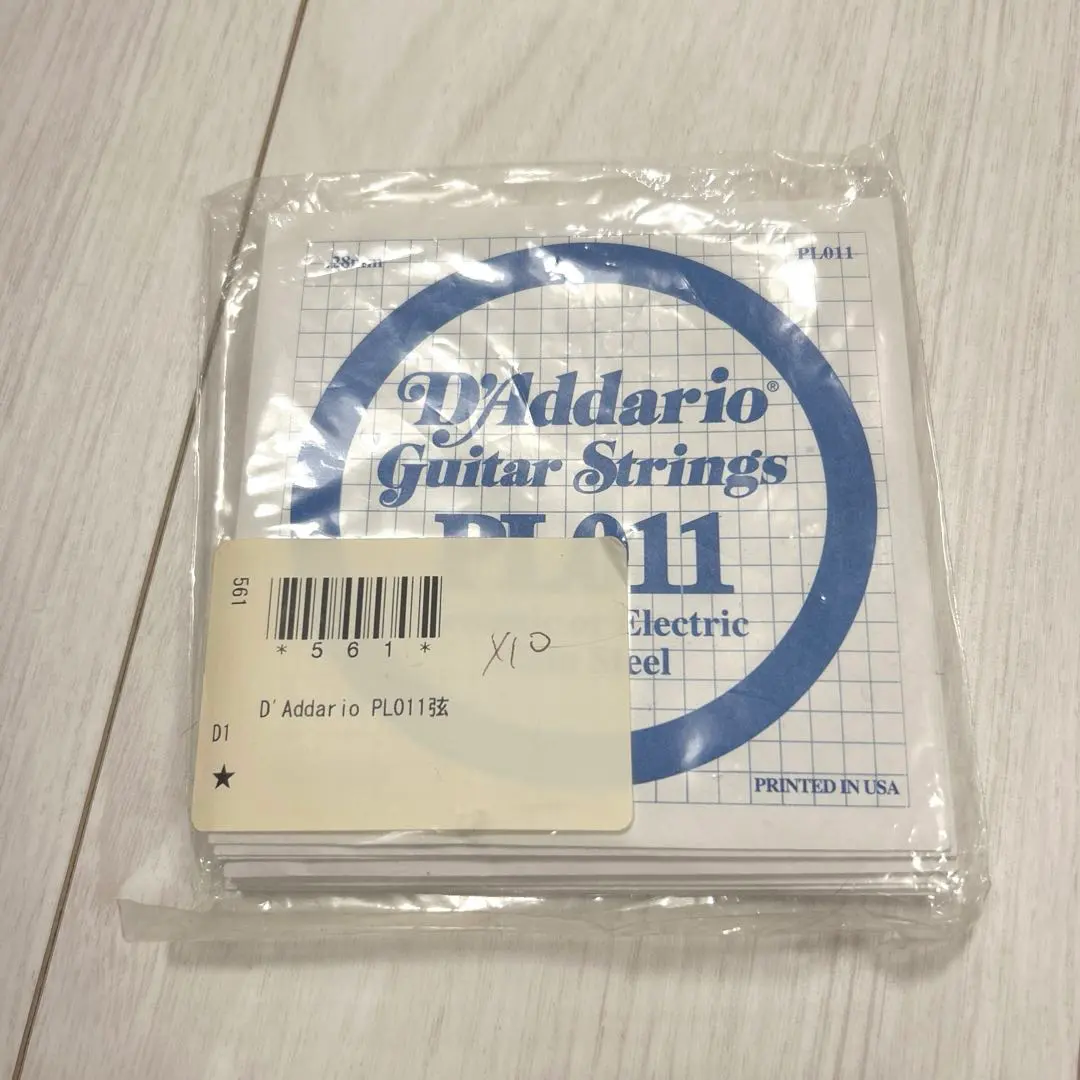 .28mm
PL011
D'Addario®
Guitar Strings
PL011
Electric
eel
561
*561*
X10
D'Addario PL011弦
D1
★
PRINTED IN USA